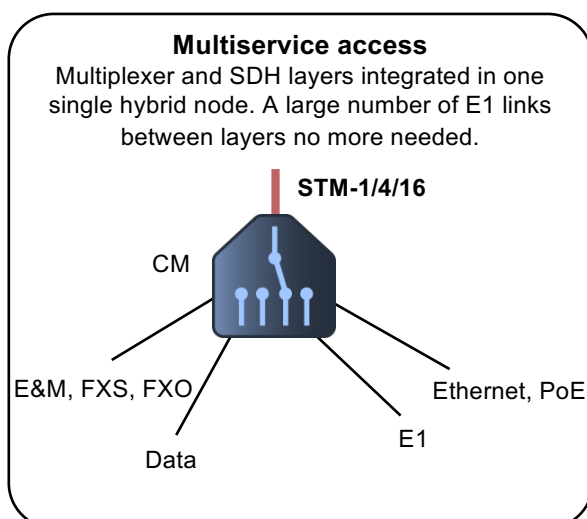 Multiservice access
Multiplexer and SDH layers integrated in one
single hybrid node. A large number of E1 links
between layers no more needed.
STM-1/4/16
CM
E&M, FXS, FXO
Ethernet, PoE
E1
Data